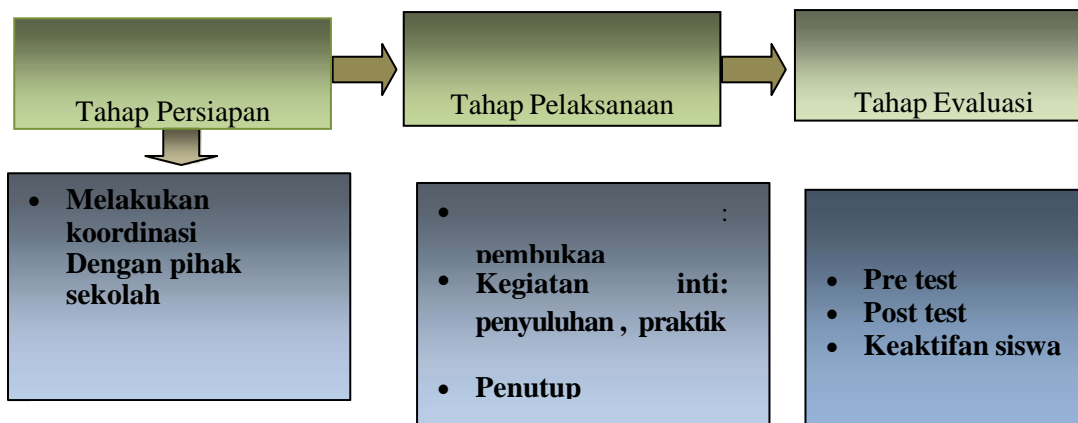 Tahap Persiapan
Tahap Pelaksanaan
Tahap Evaluasi
• Melakukan
koordinasi
Dengan pihak
sekolah
• :
pembukaa
• Kegiatan inti:
penyuluhan , praktik
• Penutup
• Pre test
• Post test
• Keaktifan siswa